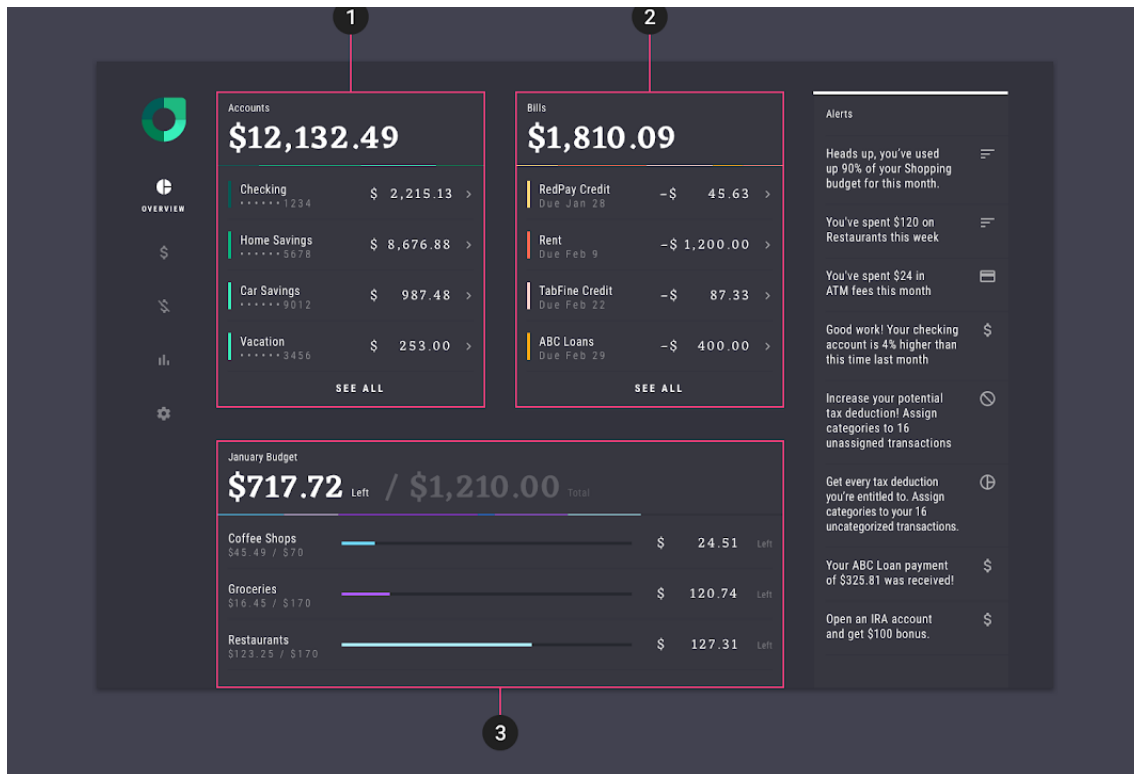 1
2
OVERVIEW
Accounts
$12,132.49
Checking $ 2,215.13
······1234
Home Savings $ 8,676.88
······5678
Car Savings $ 987.48
······9012
Vacation $ 253.00
······3456
SEE ALL
Bills
$1,810.09
RedPay Credit –$ 45.63
Due Jan 28
Rent –$ 1,200.00
Due Feb 9
TabFine Credit –$ 87.33
Due Feb 22
ABC Loans –$ 400.00
Due Feb 29
SEE ALL
January Budget
$717.72 Left / $1,210.00 Total
Coffee Shops $ 24.51 Left
$45.49 / $70
Groceries $ 120.74 Left
$16.45 / $170
Restaurants $ 127.31 Left
$123.25 / $170
Alerts
Heads up, you've used
up 90% of your Shopping
budget for this month.
You've spent $120 on
Restaurants this week
You've spent $24 in
ATM fees this month
Good work! Your checking
account is 4% higher than
this time last month
Increase your potential
tax deduction! Assign
categories to 16
unassigned transactions
Get every tax deduction
you're entitled to. Assign
categories to your 16
uncategorized transactions.
Your ABC Loan payment
of $325.81 was received!
Open an IRA account
and get $100 bonus.
3